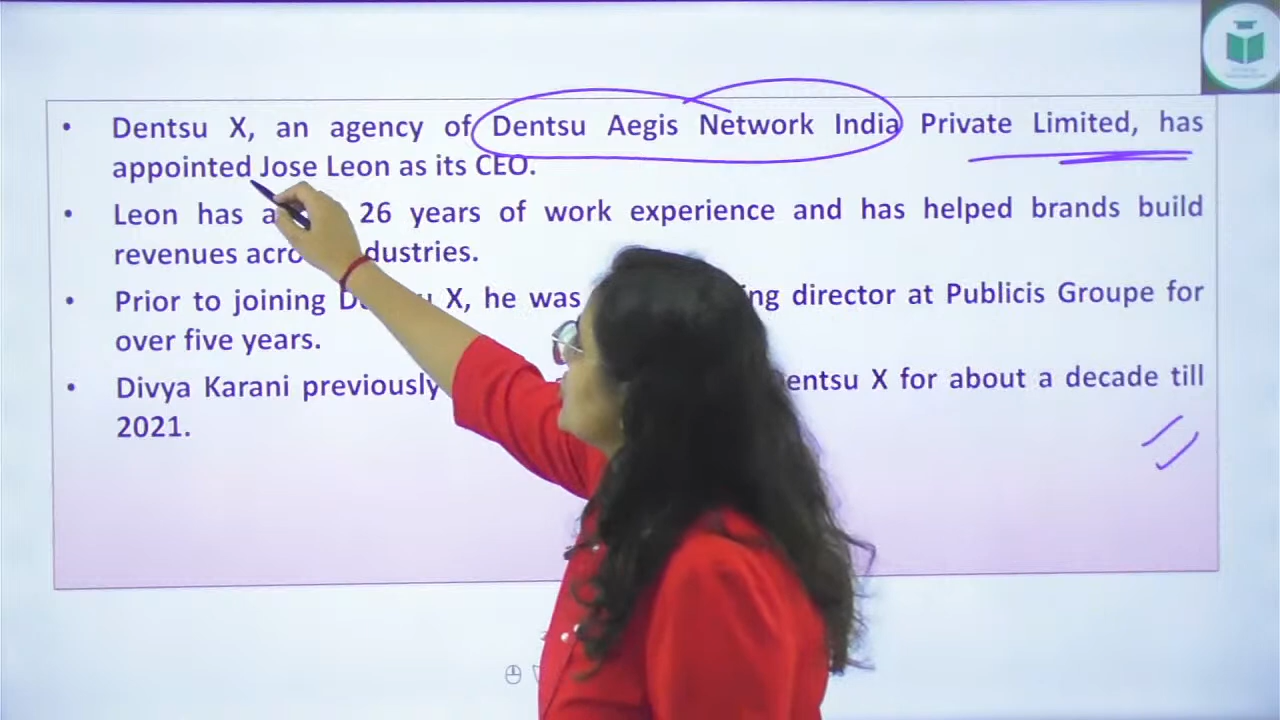 • Dentsu X, an agency of Dentsu Aegis Network India Private Limited, has
appointed Jose Leon as its CEO.
• Leon has a 26 years of work experience and has helped brands build
revenues acro dustries.
• Prior to joining D X, he was ng director at Publicis Groupe for
over five years.
• Divya Karani previously entsu X for about a decade till
2021.